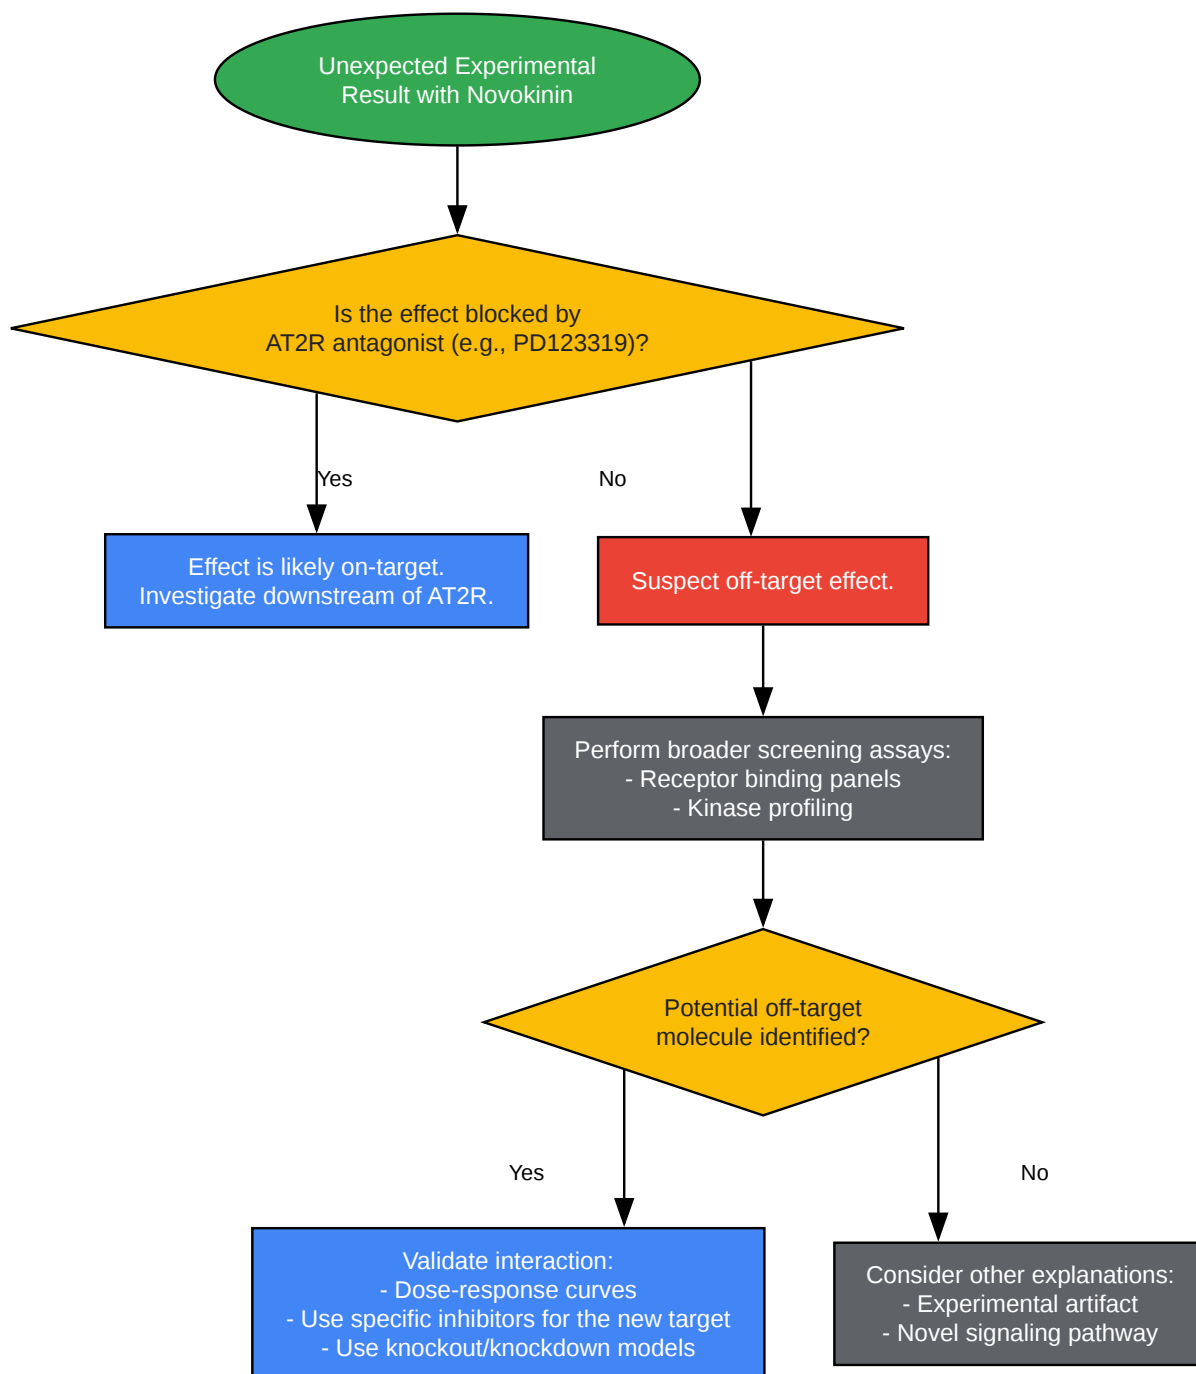 Unexpected Experimental
Result with Novokinin
Is the effect blocked by
AT2R antagonist (e.g., PD123319)?
Yes
No
Effect is likely on-target.
Investigate downstream of AT2R.
Suspect off-target effect.
Perform broader screening assays:
- Receptor binding panels
- Kinase profiling
Potential off-target
molecule identified?
Yes
No
Validate interaction:
- Dose-response curves
- Use specific inhibitors for the new target
- Use knockout/knockdown models
Consider other explanations:
- Experimental artifact
- Novel signaling pathway